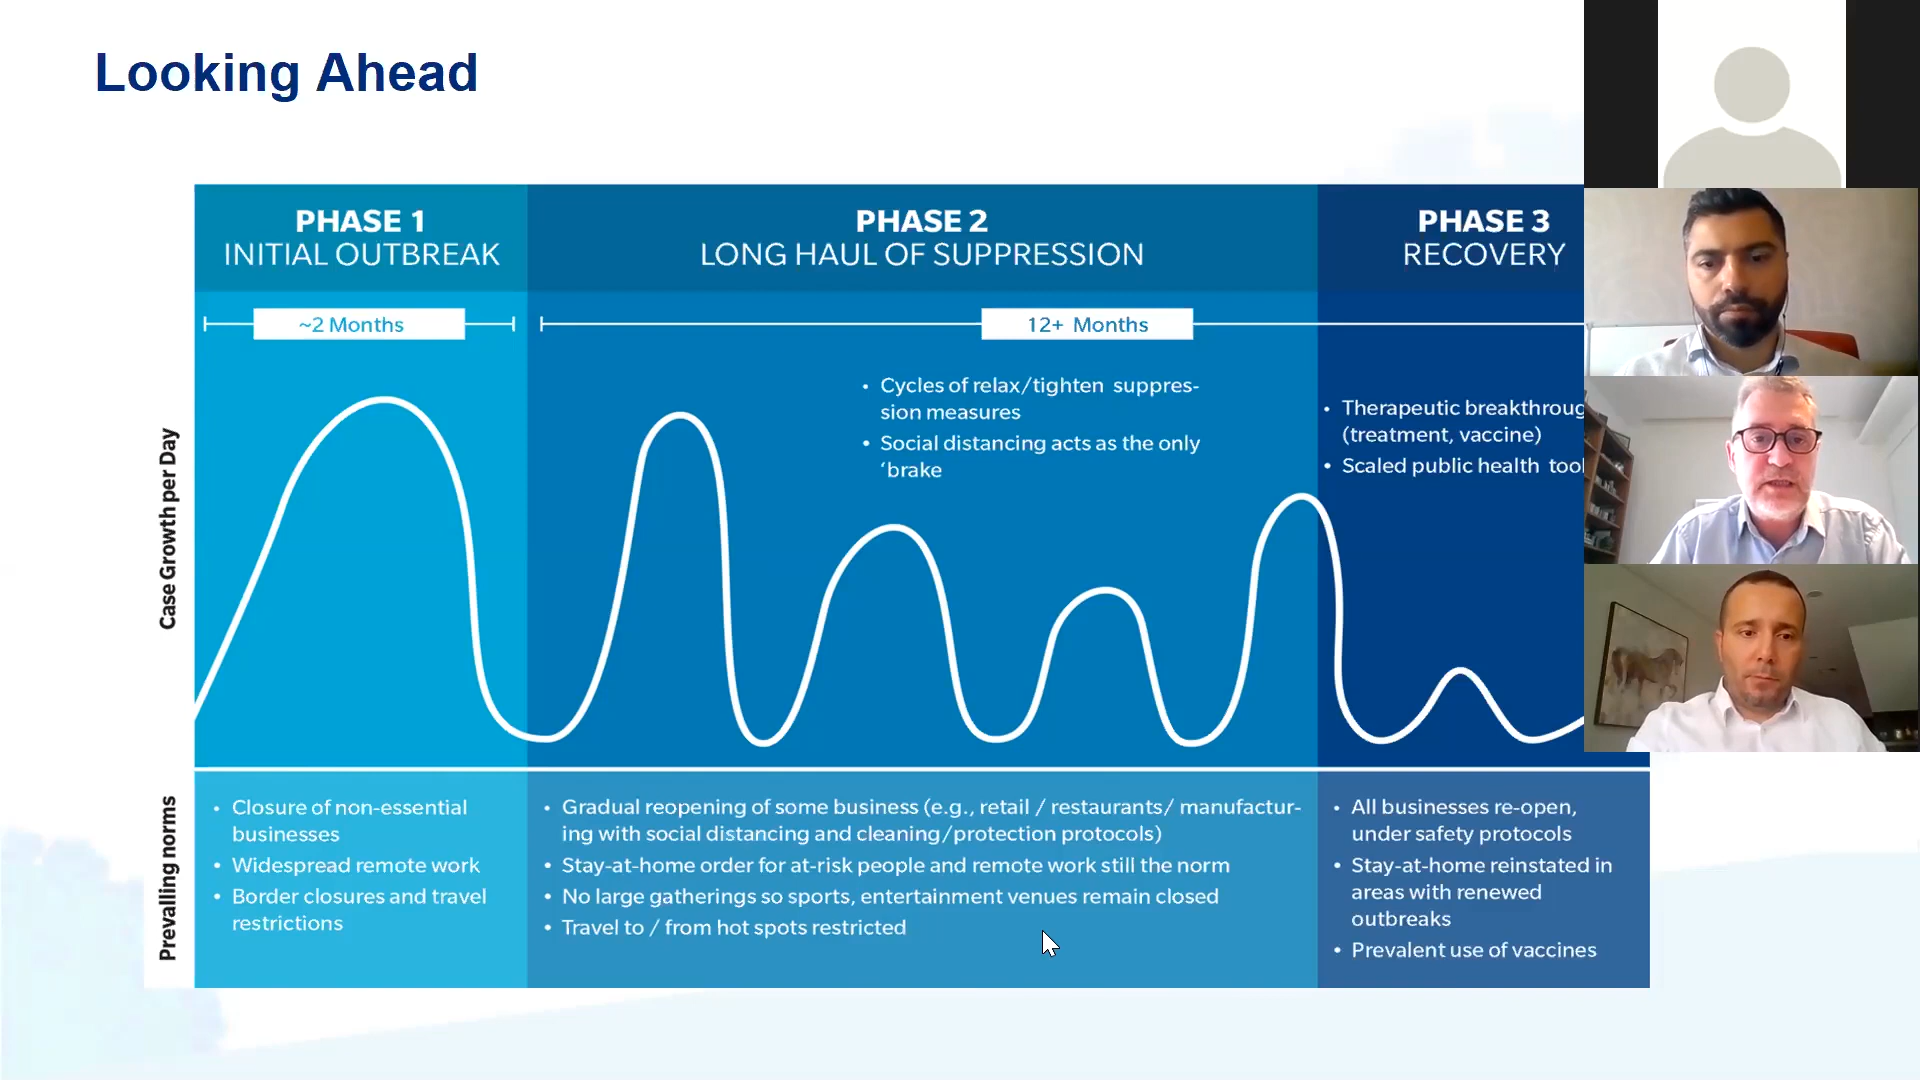 Looking Ahead
PHASE 1
INITIAL OUTBREAK
PHASE 2
LONG HAUL OF SUPPRESSION
PHASE 3
RECOVERY
~2 Months
12+ Months
• Cycles of relax/tighten suppres-
sion measures
• Social distancing acts as the only
‘brake
• Therapeutic breakthroug
(treatment, vaccine)
• Scaled public health tool
Case Growth per Day
Prevailing norms
• Closure of non-essential
businesses
• Widespread remote work
• Border closures and travel
restrictions
• Gradual reopening of some business (e.g., retail / restaurants/ manufactur-
ing with social distancing and cleaning/protection protocols)
• Stay-at-home order for at-risk people and remote work still the norm
• No large gatherings so sports, entertainment venues remain closed
• Travel to / from hot spots restricted
• All businesses re-open,
under safety protocols
• Stay-at-home reinstated in
areas with renewed
outbreaks
• Prevalent use of vaccines